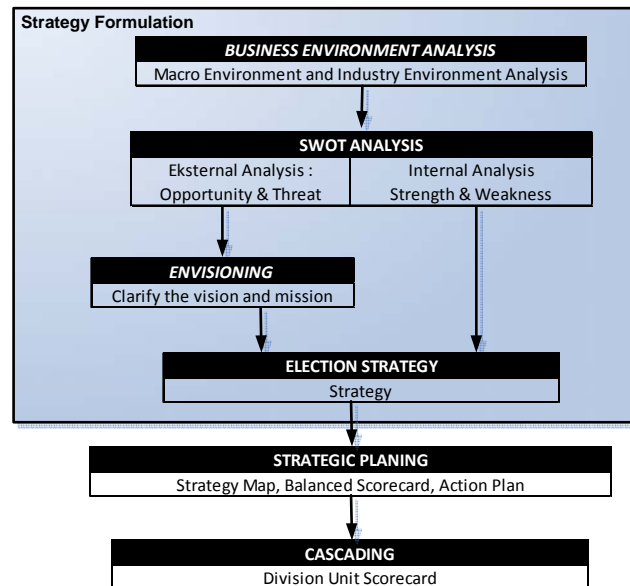 Strategy Formulation
BUSINESS ENVIRONMENT ANALYSIS
Macro Environment and Industry Environment Analysis
SWOT ANALYSIS
Eksternal Analysis :
Opportunity & Threat
Internal Analysis
Strength & Weakness
ENVISIONING
Clarify the vision and mission
ELECTION STRATEGY
Strategy
STRATEGIC PLANING
Strategy Map, Balanced Scorecard, Action Plan
CASCADING
Division Unit Scorecard